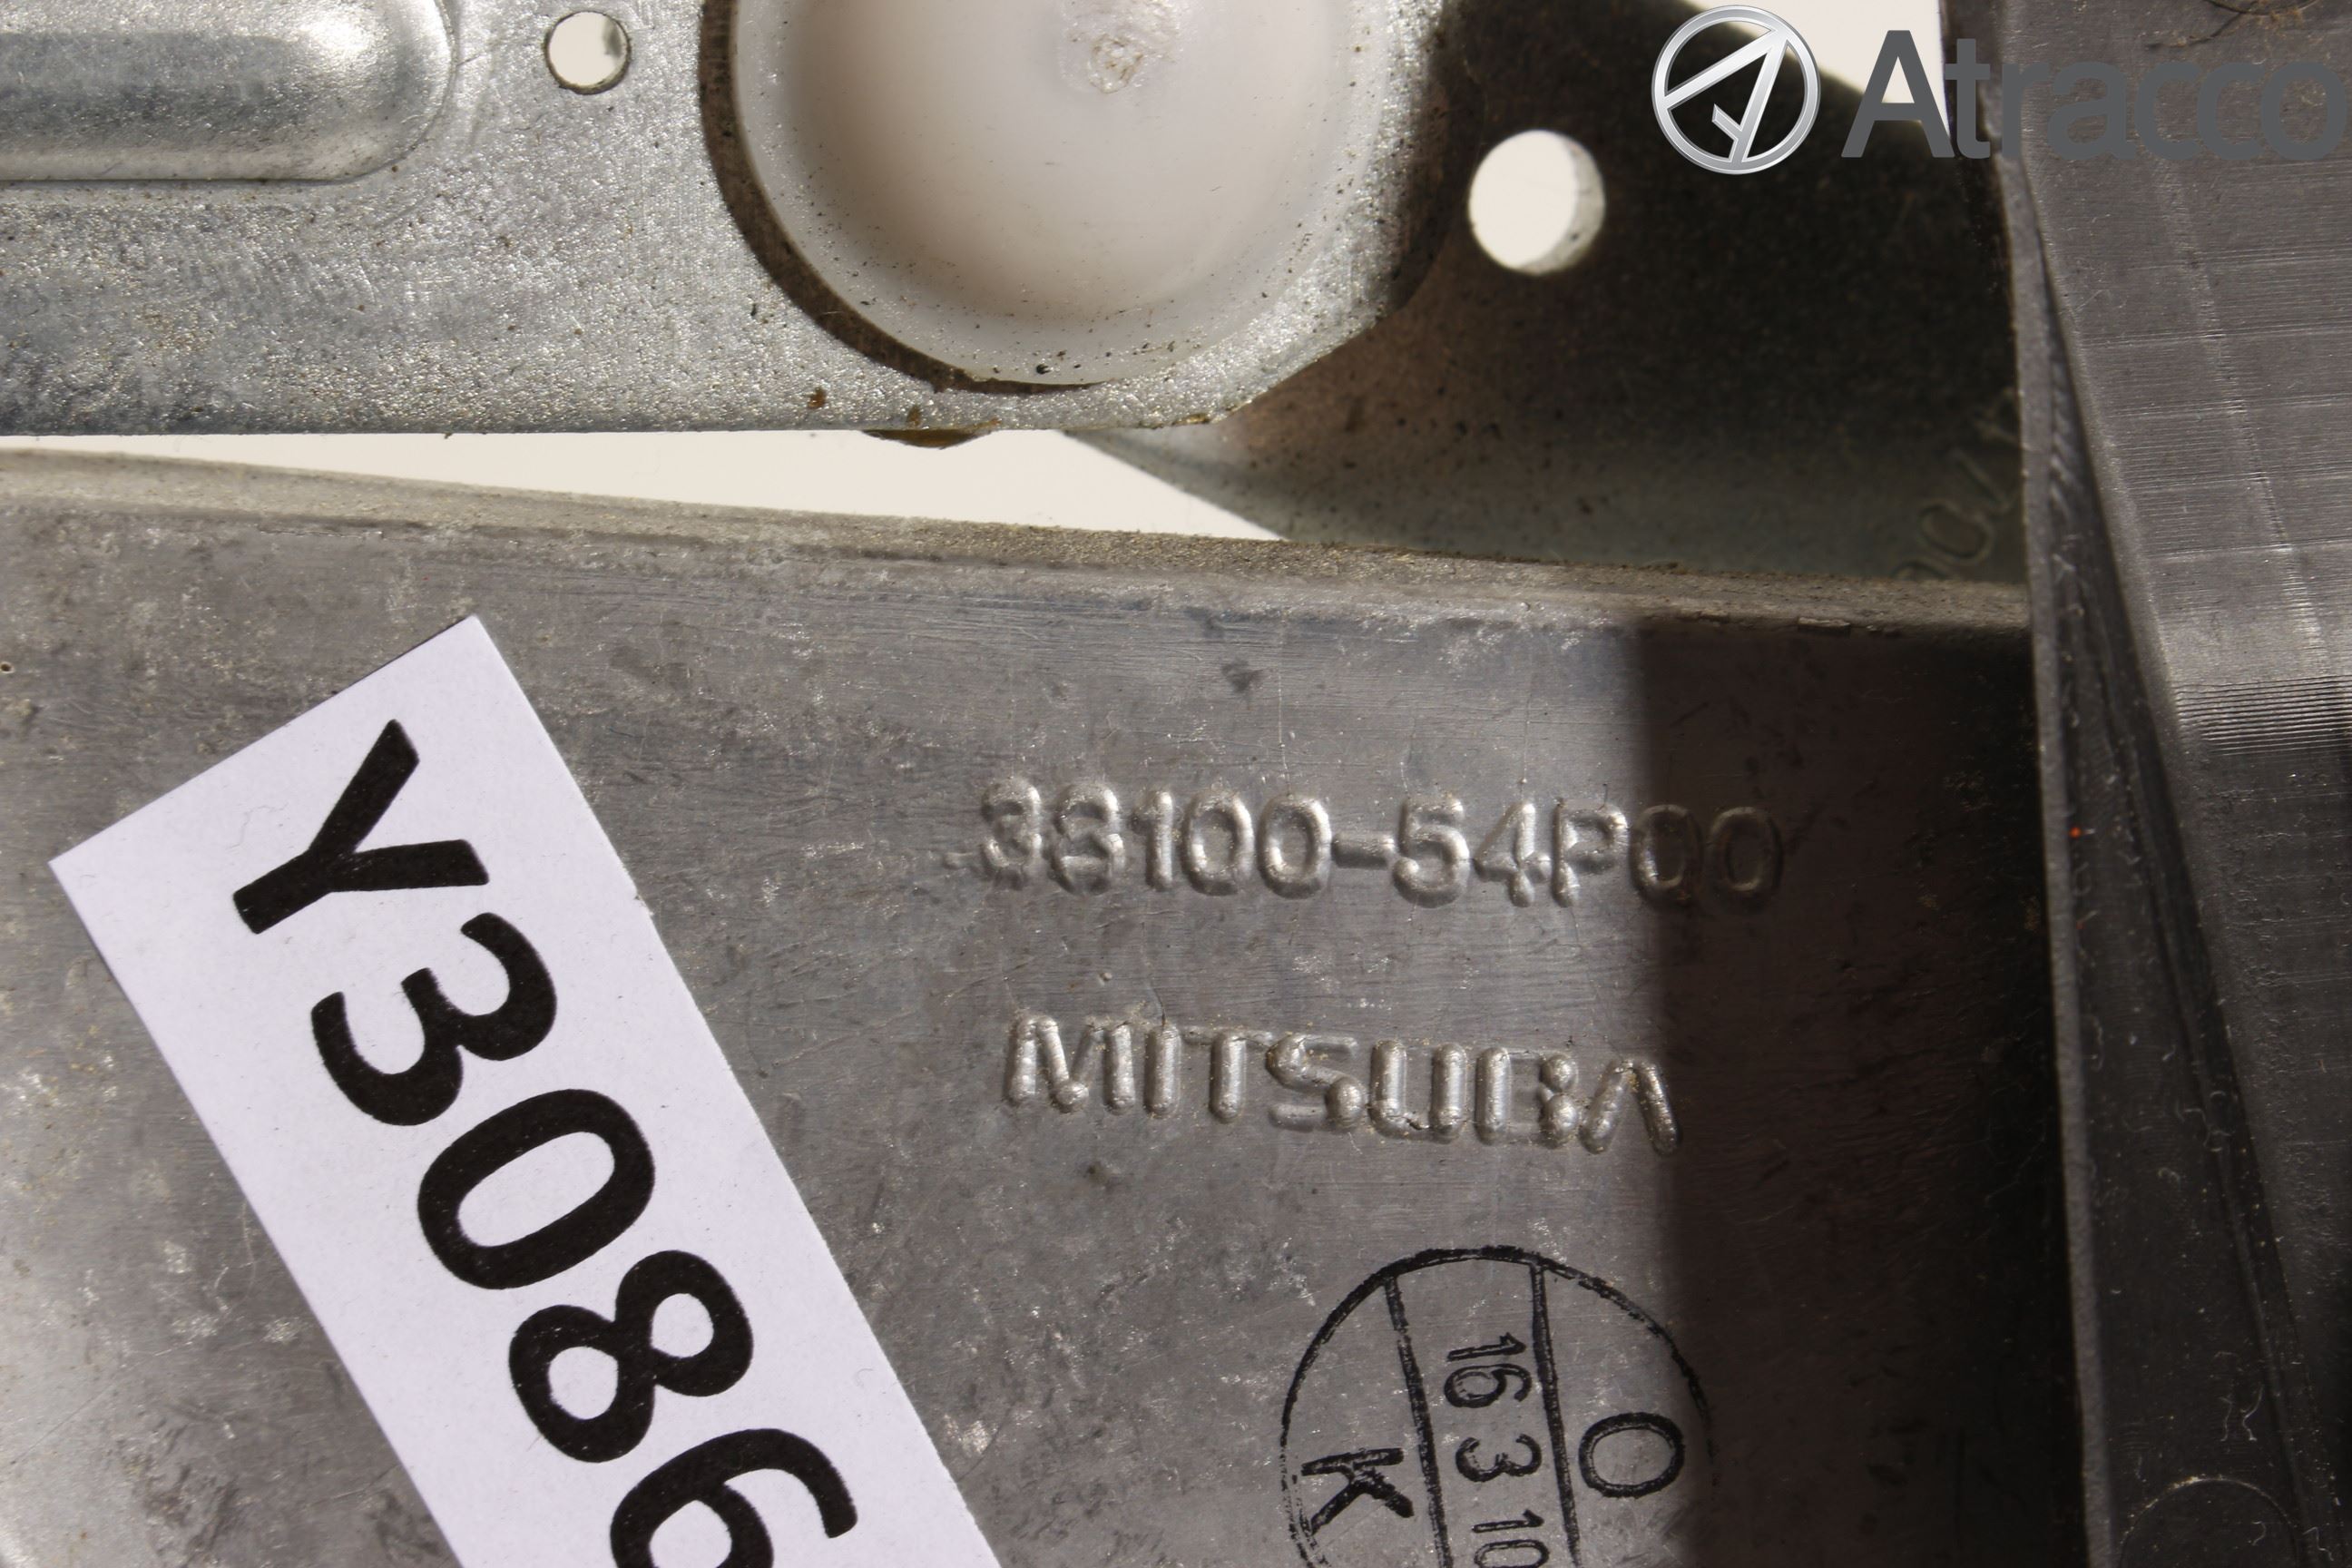 Atracco
38100-54P00
MITSUBA
Y3086
O
16 3 10
K